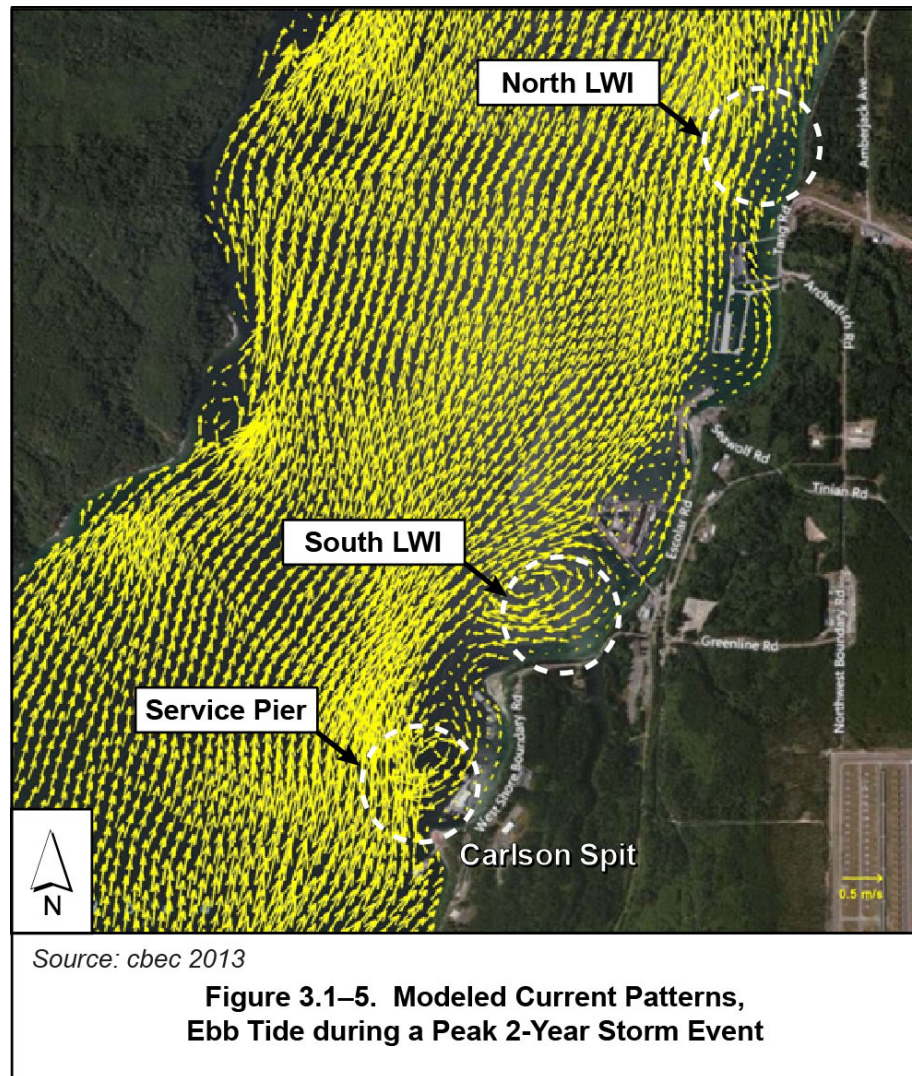 North LWI
Amberjack Ave
Tang Rd
Archerfish Rd
Seawolf Rd
Tinian Rd
Escolar Rd
South LWI
Greenline Rd
Northwest Boundary Rd
Service Pier
West Shore Boundary Rd
Carlson Spit
N
0.5 m/s
Source: cbec 2013
Figure 3.1–5. Modeled Current Patterns,
Ebb Tide during a Peak 2-Year Storm Event